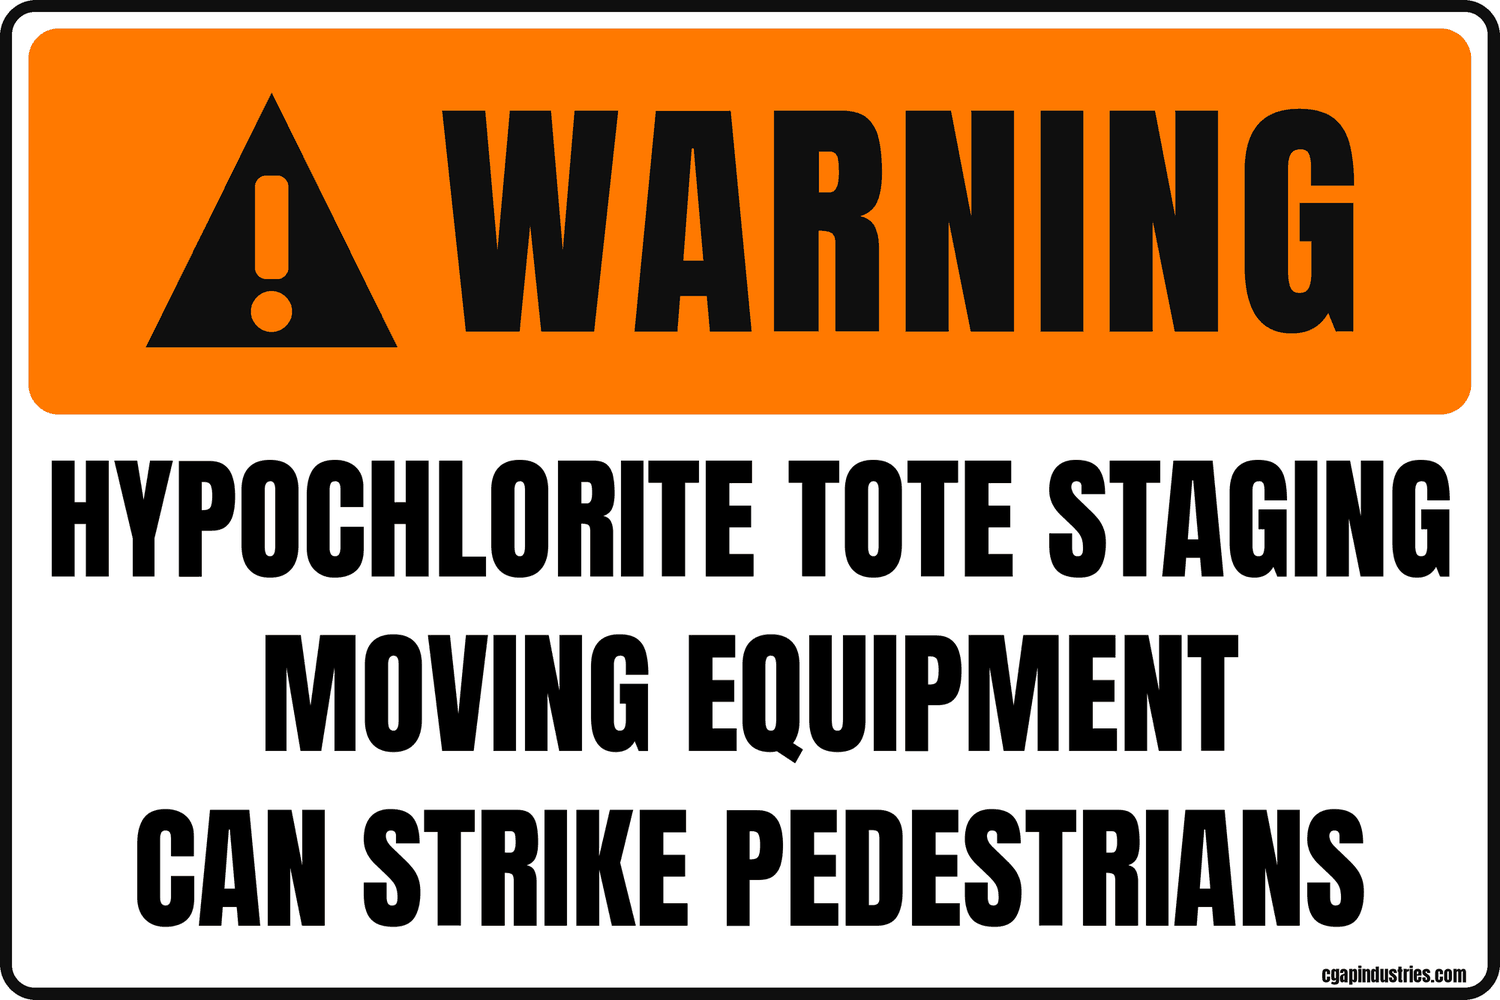 WARNING
HYPOCHLORITE TOTE STAGING
MOVING EQUIPMENT
CAN STRIKE PEDESTRIANS
cgapindustries.com